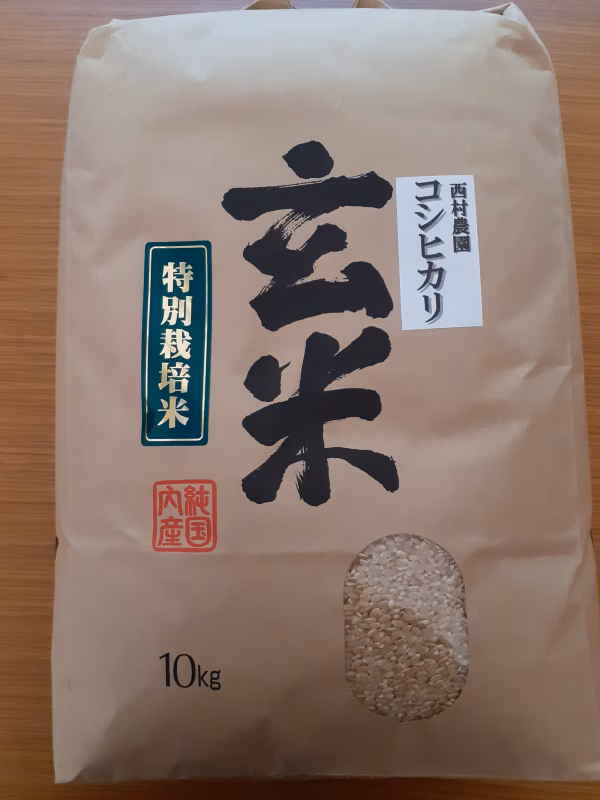 西村農園
コシヒカリ
玄米
特別栽培米
純国
内産
10kg